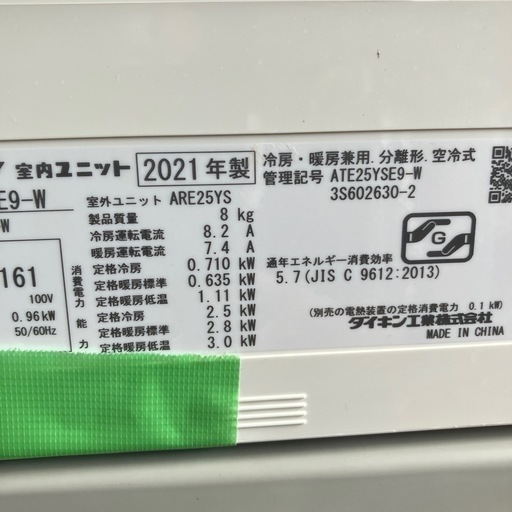 室内ユニット 2021年製
E9-W
W
161
100V
0.96kW
50/60Hz
室外ユニット ARE25YS
製品質量 8 kg
冷房運転電流 8.2 A
暖房運転電流 7.4 A
消費電力
定格冷房 0.710 kW
定格暖房標準 0.635 kW
定格暖房低温 1.11 kW
能力
定格冷房 2.5 kW
定格暖房標準 2.8 kW
定格暖房低温 3.0 kW
冷房・暖房兼用.分離形.空冷式
管理記号 ATE25YSE9-W
3S602630-2
G
通年エネルギー消費効率
5.7(JIS C 9612:2013)
(別売の電熱装置の定格消費電力 0.1 kW)
ダイキン工業株式会社
MADE IN CHINA